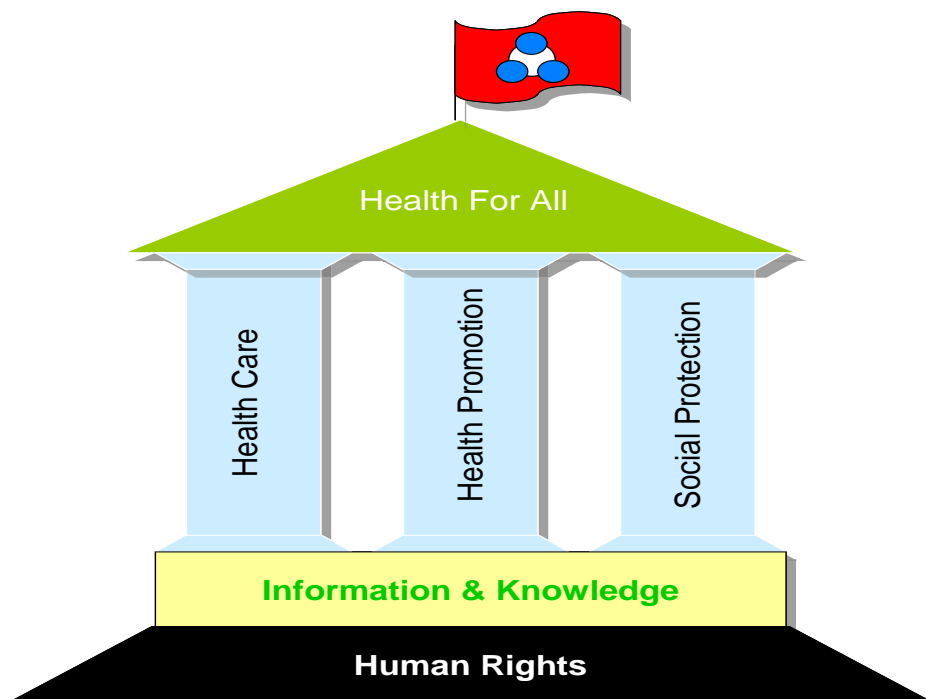 Health For All
Health Care
Health Promotion
Social Protection
Information & Knowledge
Human Rights